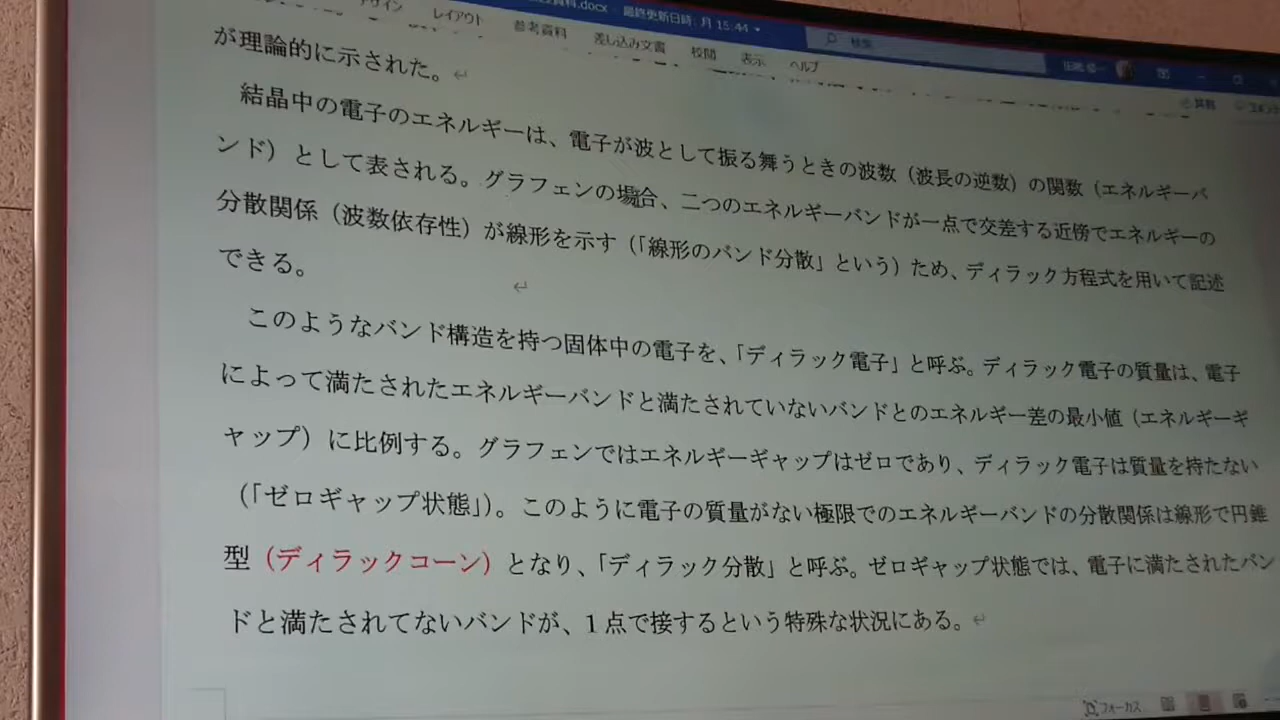 デザイン レイアウト 参考資料 差し込み文書 校閲 表示 ヘルプ
資料.docx - 最終更新日時: 月 15:44
検索
が理論的に示された。
結晶中の電子のエネルギーは、電子が波として振る舞うときの波数（波長の逆数）の関数（エネルギーバ
ンド）として表される。グラフェンの場合、二つのエネルギーバンドが一点で交差する近傍でエネルギーの
分散関係（波数依存性）が線形を示す（「線形のバンド分散」という）ため、ディラック方程式を用いて記述
できる。
このようなバンド構造を持つ固体中の電子を、「ディラック電子」と呼ぶ。ディラック電子の質量は、電子
によって満たされたエネルギーバンドと満たされていないバンドとのエネルギー差の最小値（エネルギーギ
ャップ）に比例する。グラフェンではエネルギーギャップはゼロであり、ディラック電子は質量を持たない
（「ゼロギャップ状態」）。このように電子の質量がない極限でのエネルギーバンドの分散関係は線形で円錐
型（ディラックコーン）となり、「ディラック分散」と呼ぶ。ゼロギャップ状態では、電子に満たされたバン
ドと満たされてないバンドが、1点で接するという特殊な状況にある。
フォーカス